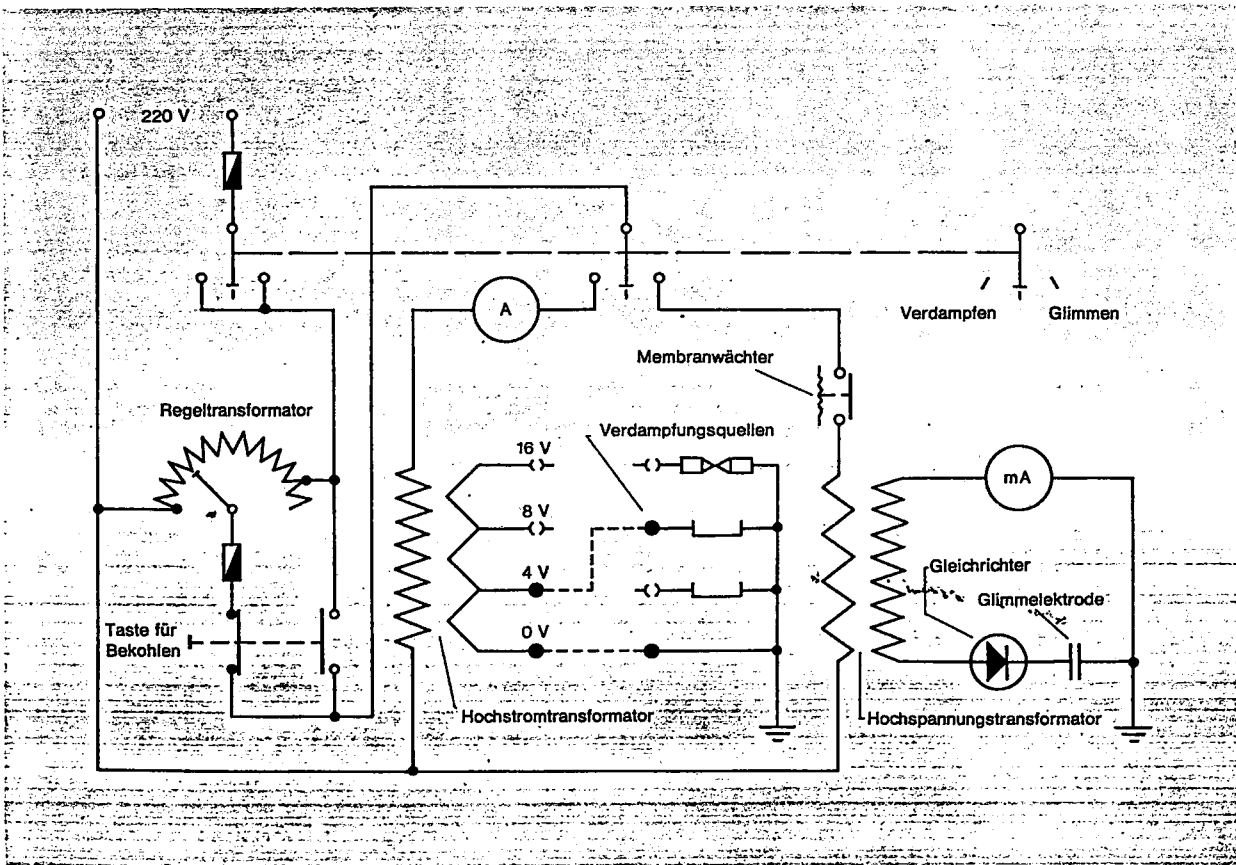 220 V
A
Verdampfen
Glimmen
Membranwächter
Regeltransformator
Verdampfungsquellen
16 V
mA
8 V
Gleichrichter
4 V
Glimmelektrode
Taste für
Bekohlen
0 V
Hochstromtransformator
Hochspannungstransformator